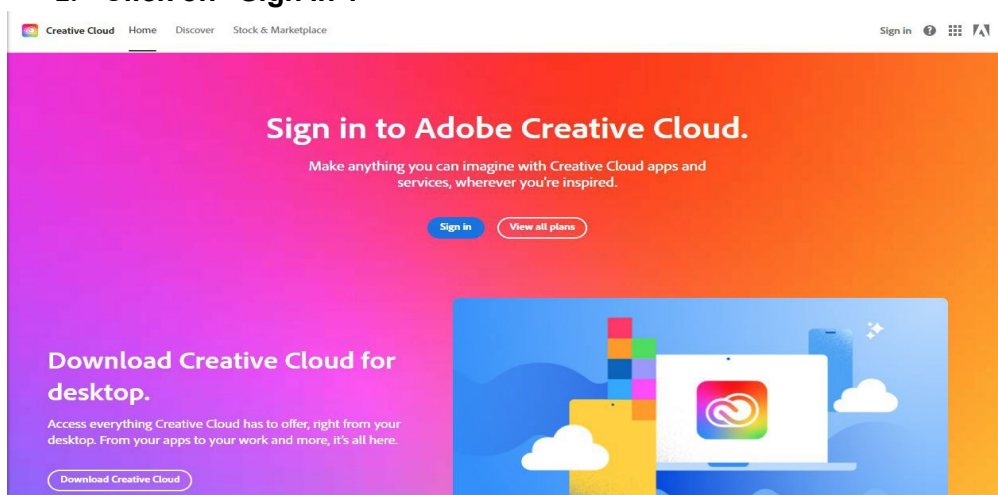 Creative Cloud Home Discover Stock & Marketplace Sign in
Sign in to Adobe Creative Cloud.
Make anything you can imagine with Creative Cloud apps and
services, wherever you're inspired.
Sign in View all plans
Download Creative Cloud for
desktop.
Access everything Creative Cloud has to offer, right from your
desktop. From your apps to your work and more, it's all here.
Download Creative Cloud